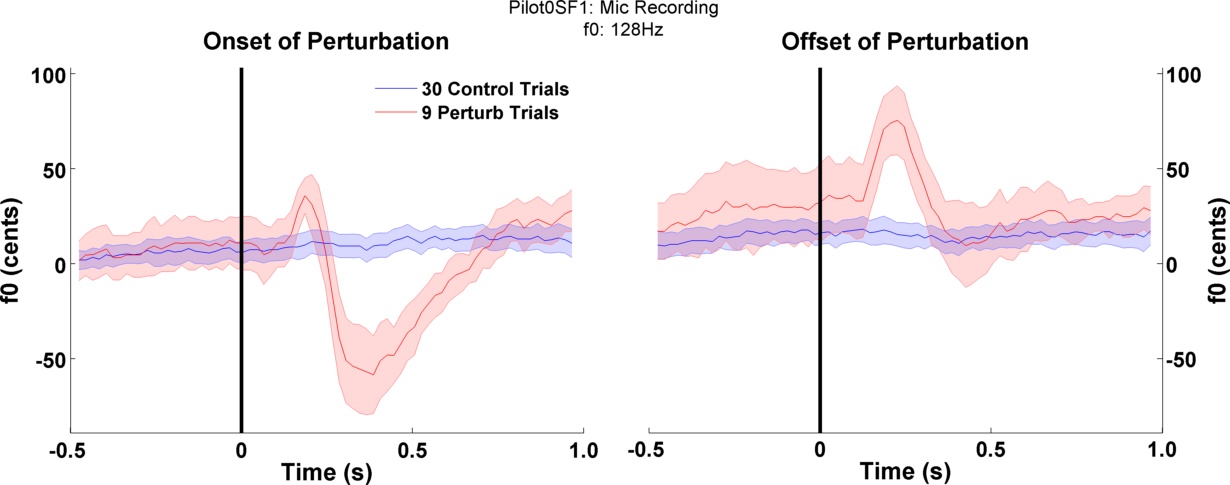 Pilot0SF1: Mic Recording
f0: 128Hz
Onset of Perturbation
Offset of Perturbation
100
50
0
-50
f0 (cents)
30 Control Trials
9 Perturb Trials
-0.5
0
0.5
1.0
Time (s)
100
50
0
-50
f0 (cents)
-0.5
0
0.5
1.0
Time (s)